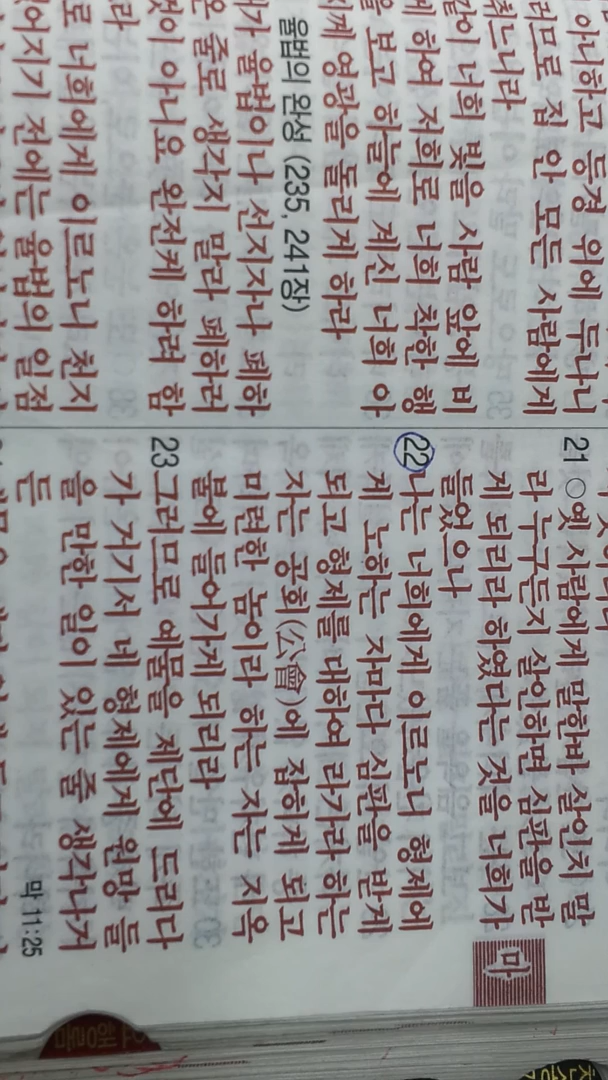 아니하고 등경 위에 두나니
러므로 집 안 모든 사람에게
취느니라
같이 너희 빛을 사람 앞에 비
게 하여 저희로 너희 착한 행
을 보고 하늘에 계신 너희 아
께 영광을 돌리게 하라
율법의 완성 (235, 241장)
가 율법이나 선지자나 폐하
온 줄로 생각지 말라 폐하러
것이 아니요 완전케 하려 함
라
로 너희에게 이르노니 천지
어지기 전에는 율법의 일점
21 ○옛 사람에게 말한바 살인치 말
라 누구든지 살인하면 심판을 받
게 되리라 하였다는 것을 너희가
들었으나
22 나는 너희에게 이르노니 형제에
게 노하는 자마다 심판을 받게
되고 형제를 대하여 라가라 하는
자는 공회(公會)에 잡히게 되고
미련한 놈이라 하는 자는 지옥
불에 들어가게 되리라
23 그러므로 예물을 제단에 드리다
가 거기서 네 형제에게 원망 들
을 만한 일이 있는 줄 생각나거
든
막 11:25
마